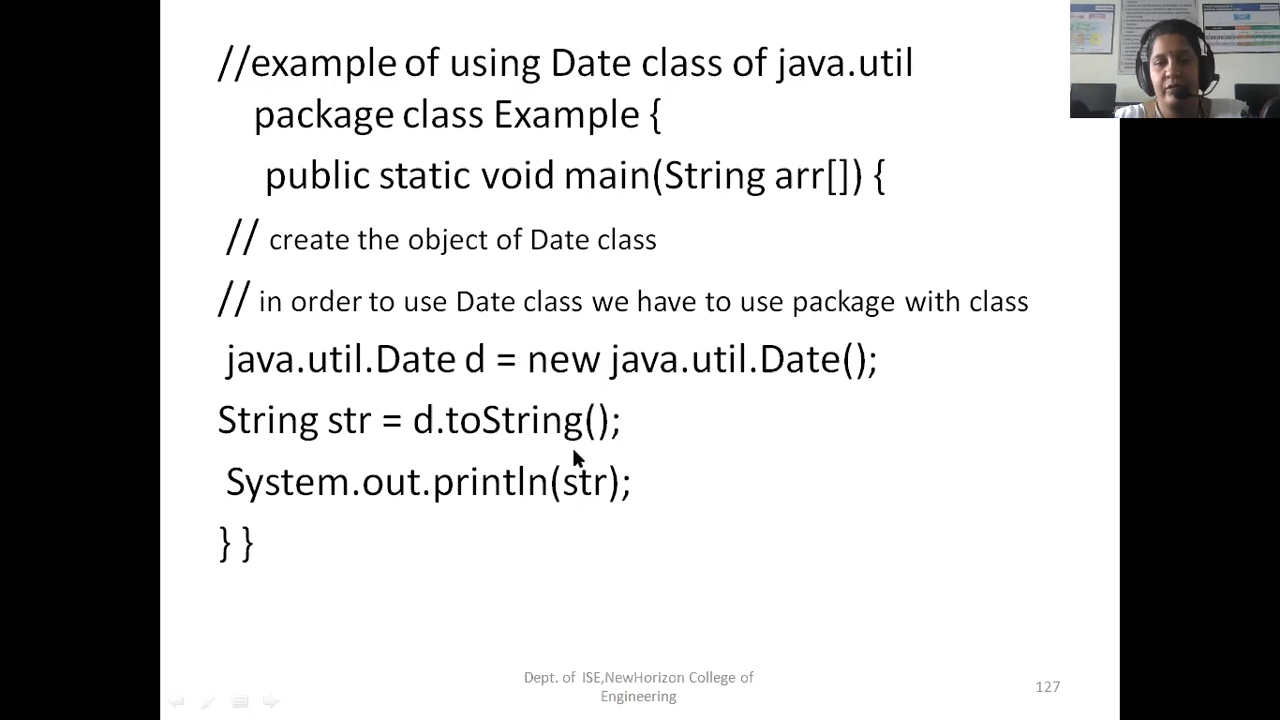 //example of using Date class of java.util
package class Example {
public static void main(String arr[]) {
// create the object of Date class
// in order to use Date class we have to use package with class
java.util.Date d = new java.util.Date();
String str = d.toString();
System.out.println(str);
} }
Dept. of ISE,NewHorizon College of
Engineering
127